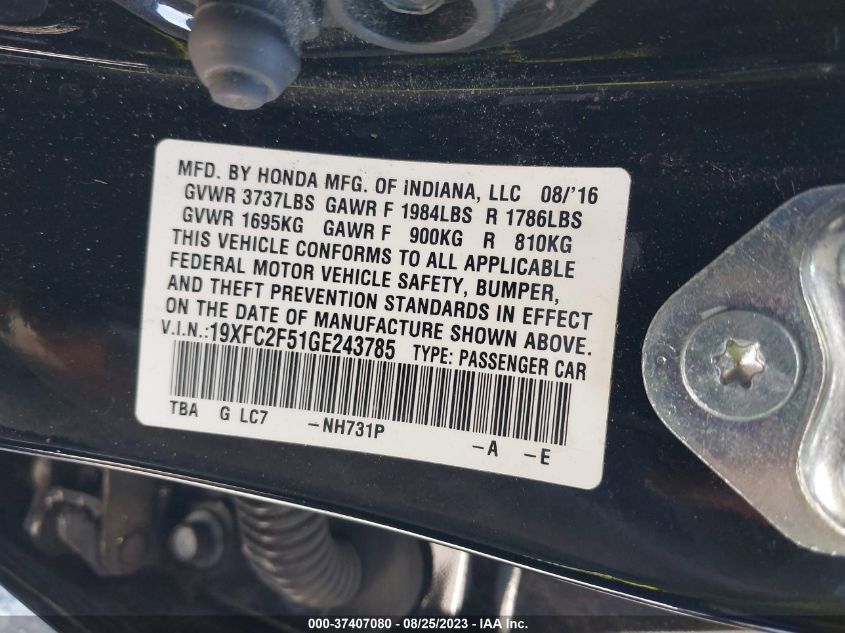 MFD. BY HONDA MFG. OF INDIANA, LLC 08/'16
GVWR 3737LBS GAWR F 1984LBS R 1786LBS
GVWR 1695KG GAWR F 900KG R 810KG
THIS VEHICLE CONFORMS TO ALL APPLICABLE
FEDERAL MOTOR VEHICLE SAFETY, BUMPER,
AND THEFT PREVENTION STANDARDS IN EFFECT
ON THE DATE OF MANUFACTURE SHOWN ABOVE.
V.I.N.:19XFC2F51GE243785 TYPE: PASSENGER CAR
TBA G LC7 -NH731P -A -E
000-37407080 - 08/25/2023 - IAA Inc.